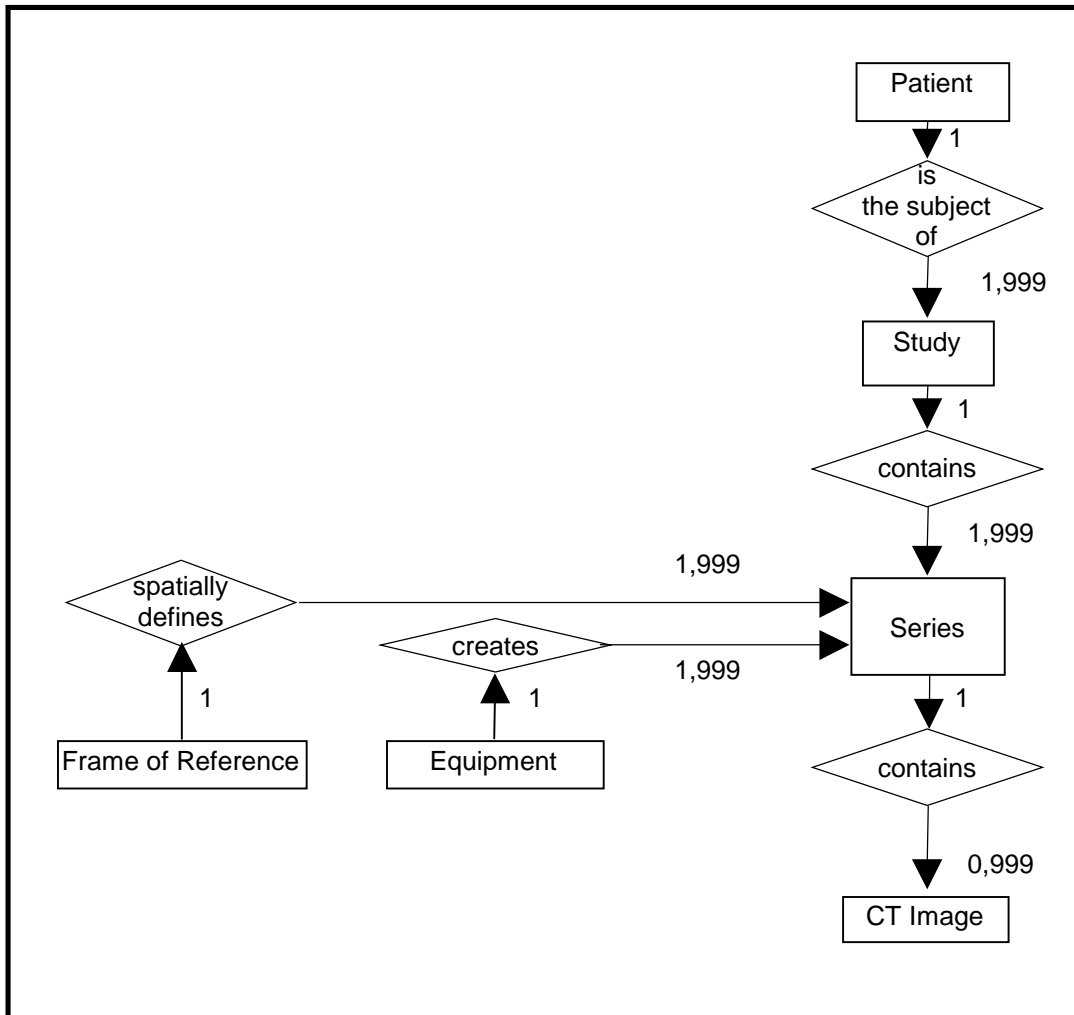 Patient
1
is
the subject
of
1,999
Study
1
contains
1,999
spatially
defines
1,999
Series
creates
1,999
1
1
1
Frame of Reference
Equipment
contains
0,999
CT Image